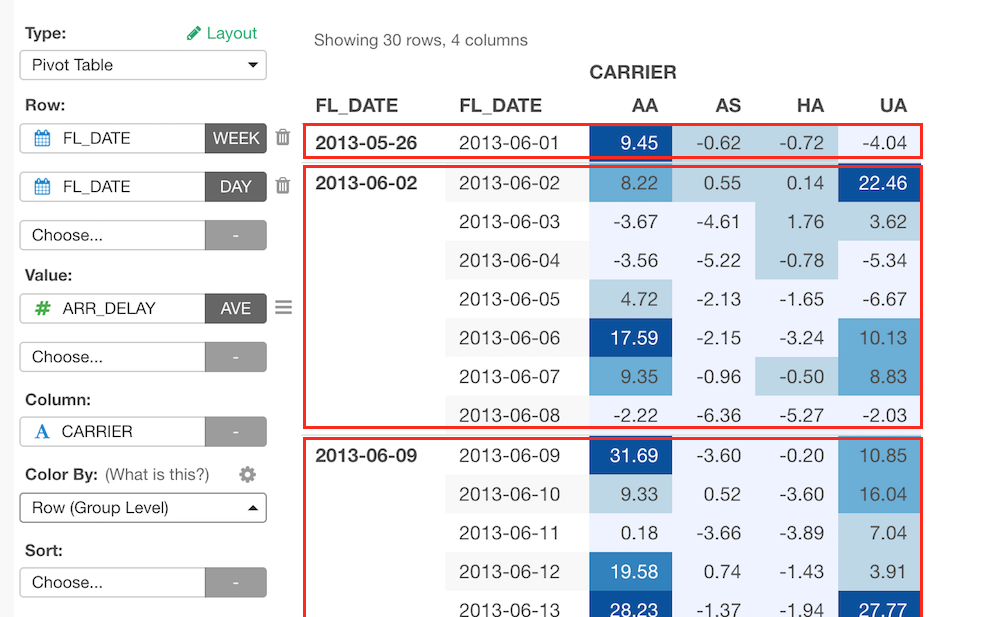 Type:
Layout
Pivot Table
Row:
FL_DATE WEEK
FL_DATE DAY
Choose... -
Value:
ARR_DELAY AVE
Choose... -
Column:
A CARRIER -
Color By: (What is this?)
Row (Group Level)
Sort:
Choose... -
Showing 30 rows, 4 columns
CARRIER
FL_DATE FL_DATE AA AS HA UA
2013-05-26 2013-06-01 9.45 -0.62 -0.72 -4.04
2013-06-02 2013-06-02 8.22 0.55 0.14 22.46
2013-06-03 -3.67 -4.61 1.76 3.62
2013-06-04 -3.56 -5.22 -0.78 -5.34
2013-06-05 4.72 -2.13 -1.65 -6.67
2013-06-06 17.59 -2.15 -3.24 10.13
2013-06-07 9.35 -0.96 -0.50 8.83
2013-06-08 -2.22 -6.36 -5.27 -2.03
2013-06-09 2013-06-09 31.69 -3.60 -0.20 10.85
2013-06-10 9.33 0.52 -3.60 16.04
2013-06-11 0.18 -3.66 -3.89 7.04
2013-06-12 19.58 0.74 -1.43 3.91
2013-06-13 28.23 -1.37 -1.94 27.77